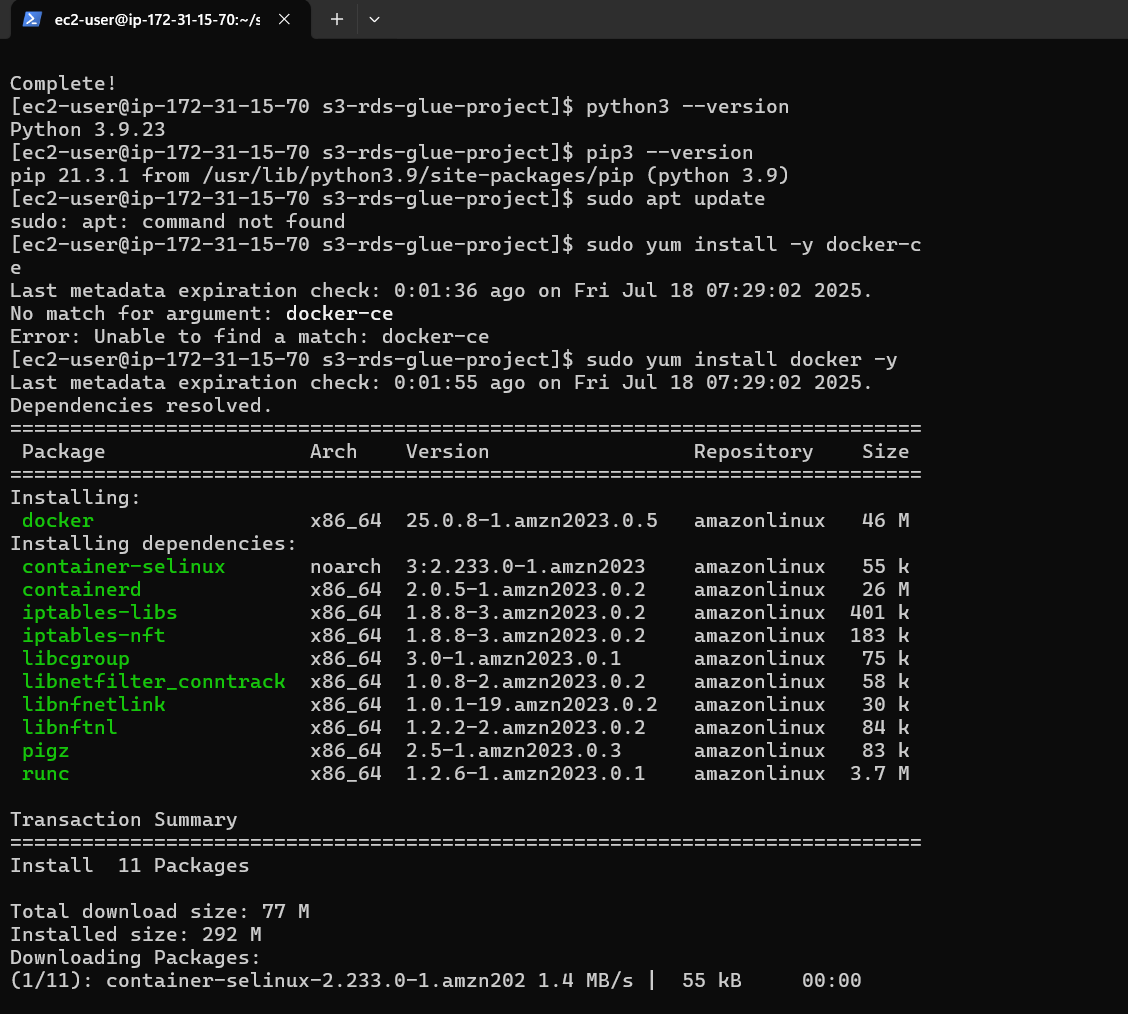 ec2-user@ip-172-31-15-70:~/s
Complete!
[ec2-user@ip-172-31-15-70 s3-rds-glue-project]$ python3 --version
Python 3.9.23
[ec2-user@ip-172-31-15-70 s3-rds-glue-project]$ pip3 --version
pip 21.3.1 from /usr/lib/python3.9/site-packages/pip (python 3.9)
[ec2-user@ip-172-31-15-70 s3-rds-glue-project]$ sudo apt update
sudo: apt: command not found
[ec2-user@ip-172-31-15-70 s3-rds-glue-project]$ sudo yum install -y docker-c
e
Last metadata expiration check: 0:01:36 ago on Fri Jul 18 07:29:02 2025.
No match for argument: docker-ce
Error: Unable to find a match: docker-ce
[ec2-user@ip-172-31-15-70 s3-rds-glue-project]$ sudo yum install docker -y
Last metadata expiration check: 0:01:55 ago on Fri Jul 18 07:29:02 2025.
Dependencies resolved.
============================================================================
Package Arch Version Repository Size
============================================================================
Installing:
docker x86_64 25.0.8-1.amzn2023.0.5 amazonlinux 46 M
Installing dependencies:
container-selinux noarch 3:2.233.0-1.amzn2023 amazonlinux 55 k
containerd x86_64 2.0.5-1.amzn2023.0.2 amazonlinux 26 M
iptables-libs x86_64 1.8.8-3.amzn2023.0.2 amazonlinux 401 k
iptables-nft x86_64 1.8.8-3.amzn2023.0.2 amazonlinux 183 k
libcgroup x86_64 3.0-1.amzn2023.0.1 amazonlinux 75 k
libnetfilter_conntrack x86_64 1.0.8-2.amzn2023.0.2 amazonlinux 58 k
libnfnetlink x86_64 1.0.1-19.amzn2023.0.2 amazonlinux 30 k
libnftnl x86_64 1.2.2-2.amzn2023.0.2 amazonlinux 84 k
pigz x86_64 2.5-1.amzn2023.0.3 amazonlinux 83 k
runc x86_64 1.2.6-1.amzn2023.0.1 amazonlinux 3.7 M
Transaction Summary
============================================================================
Install 11 Packages
Total download size: 77 M
Installed size: 292 M
Downloading Packages:
(1/11): container-selinux-2.233.0-1.amzn202 1.4 MB/s | 55 kB 00:00